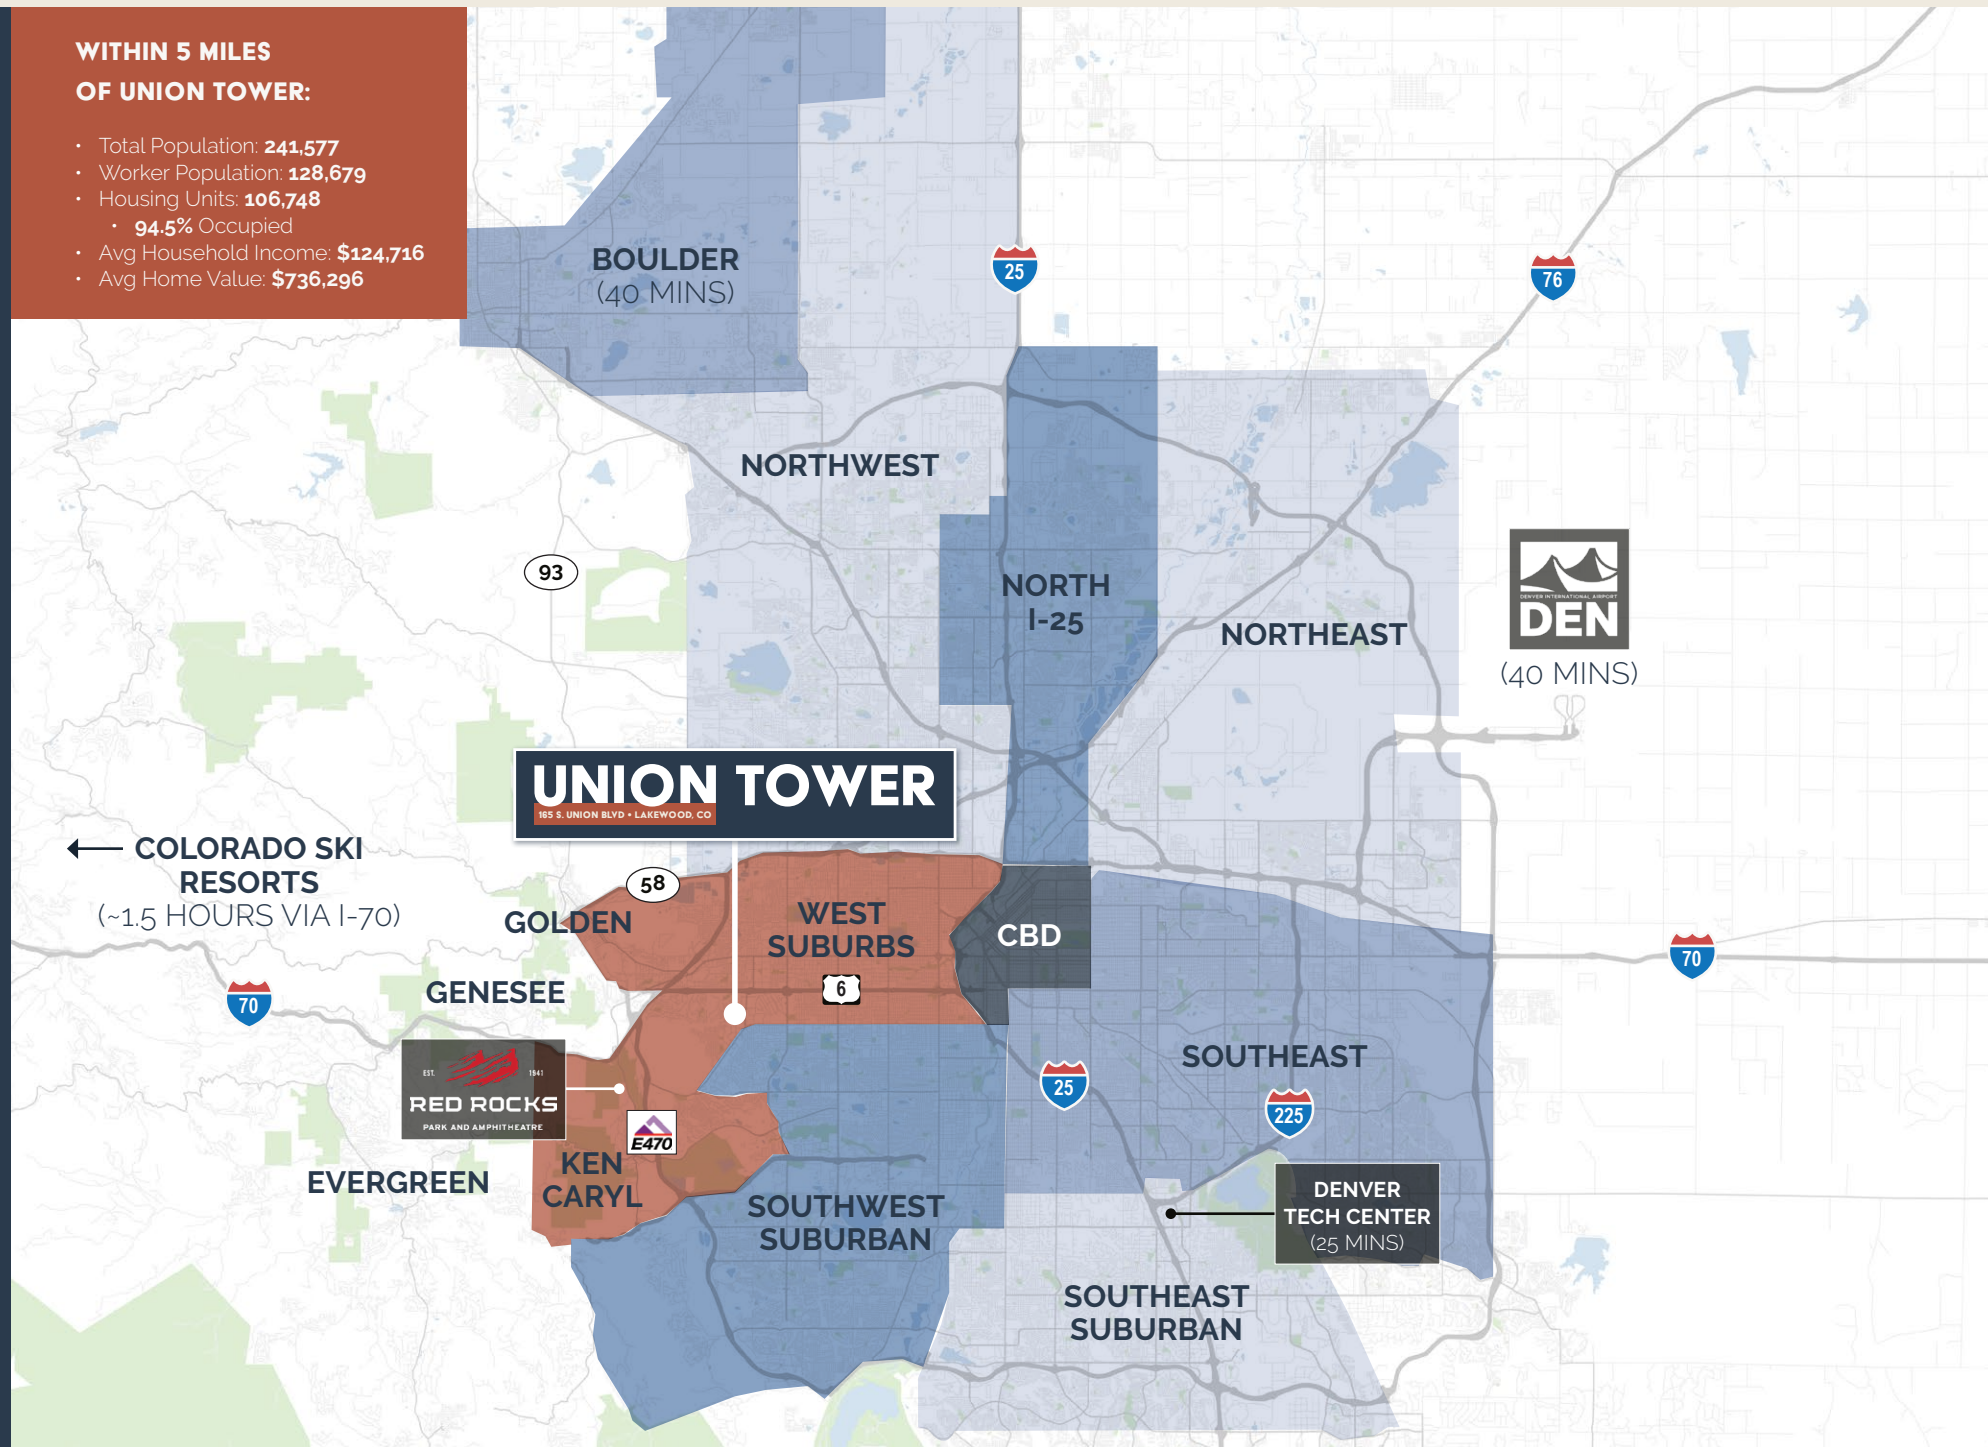 WITHIN 5 MILES
OF UNION TOWER:
• Total Population: 241,577
• Worker Population: 128,679
• Housing Units: 106,748
• 94.5% Occupied
• Avg Household Income: $124,716
• Avg Home Value: $736,296
BOULDER
(40 MINS)
25
76
NORTHWEST
93
NORTH
I-25
NORTHEAST
DENVER INTERNATIONAL AIRPORT
DEN
(40 MINS)
UNION TOWER
165 S. UNION BLVD • LAKEWOOD, CO
COLORADO SKI
RESORTS
(~1.5 HOURS VIA I-70)
58
GOLDEN
WEST
SUBURBS
CBD
6
70
GENESEE
70
EST. 1941
RED ROCKS
PARK AND AMPHITHEATRE
E470
25
SOUTHEAST
225
EVERGREEN
KEN
CARYL
SOUTHWEST
SUBURBAN
DENVER
TECH CENTER
(25 MINS)
SOUTHEAST
SUBURBAN